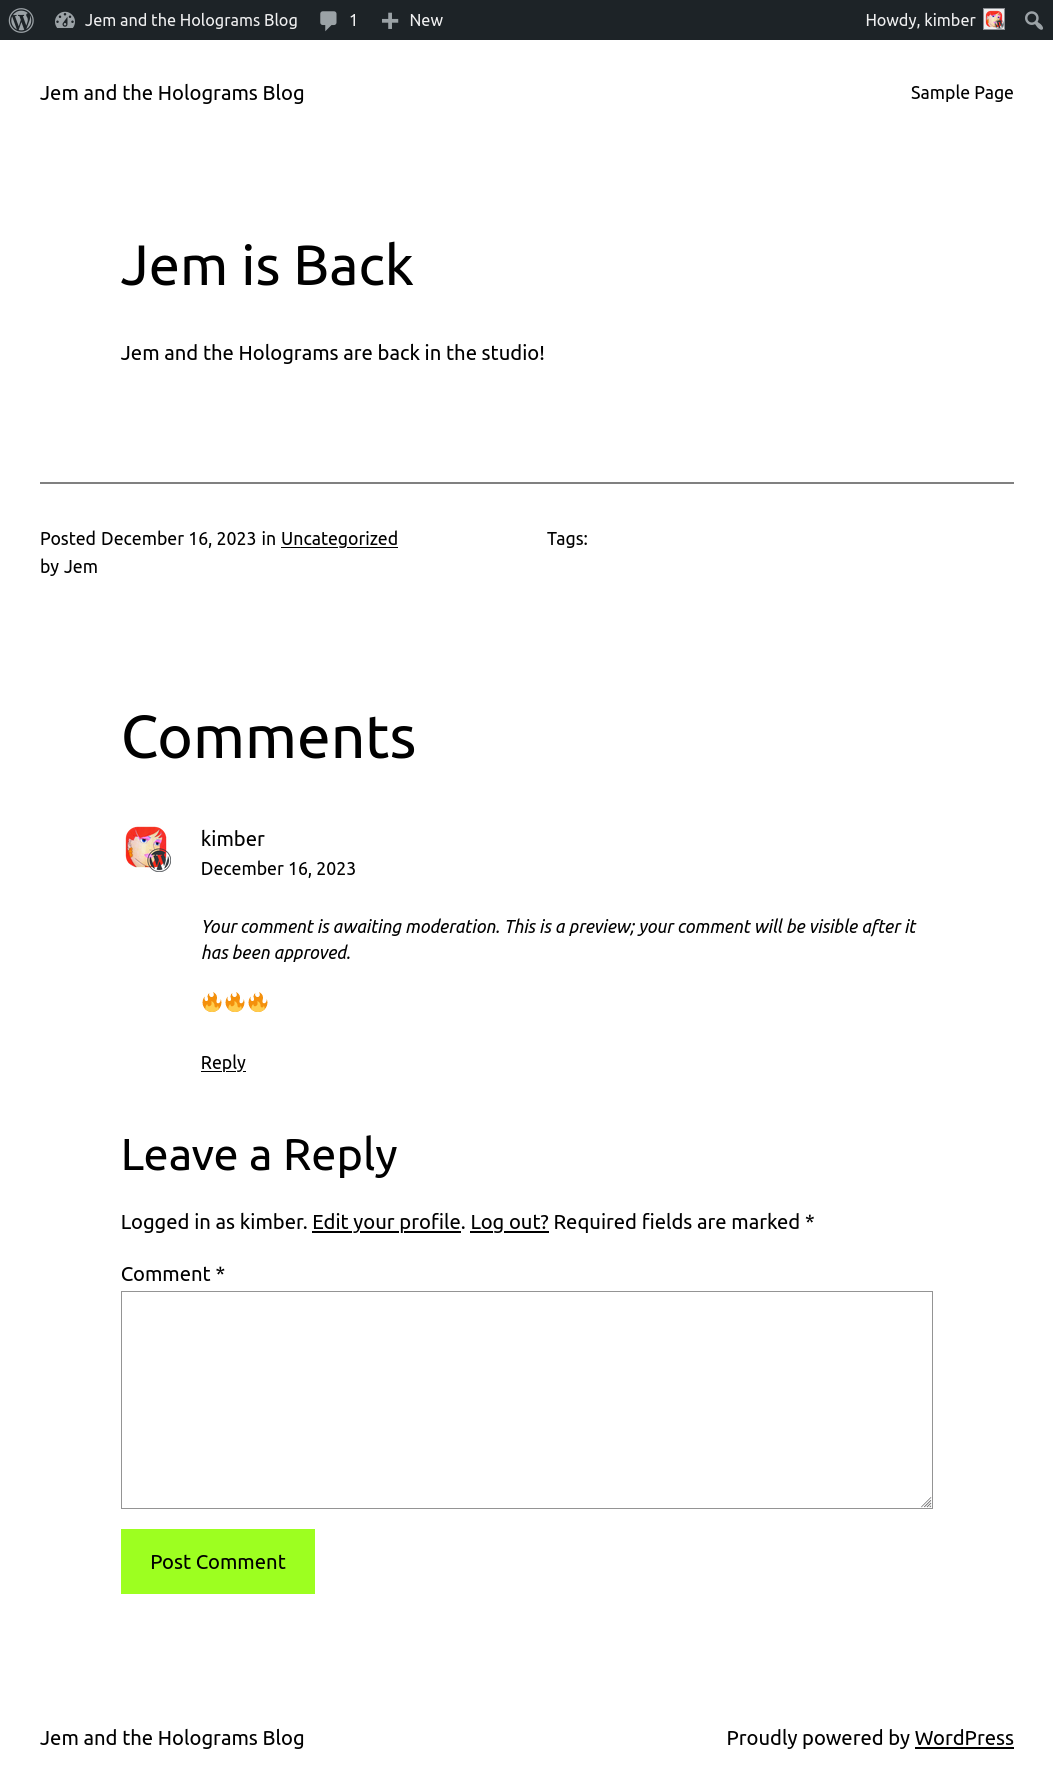 Jem and the Holograms Blog 1 New Howdy, kimber
Jem and the Holograms Blog Sample Page
Jem is Back
Jem and the Holograms are back in the studio!
Posted December 16, 2023 in Uncategorized Tags:
by Jem
Comments
kimber
December 16, 2023
Your comment is awaiting moderation. This is a preview; your comment will be visible after it
has been approved.
🔥🔥🔥
Reply
Leave a Reply
Logged in as kimber. Edit your profile. Log out? Required fields are marked *
Comment *
Post Comment
Jem and the Holograms Blog Proudly powered by WordPress